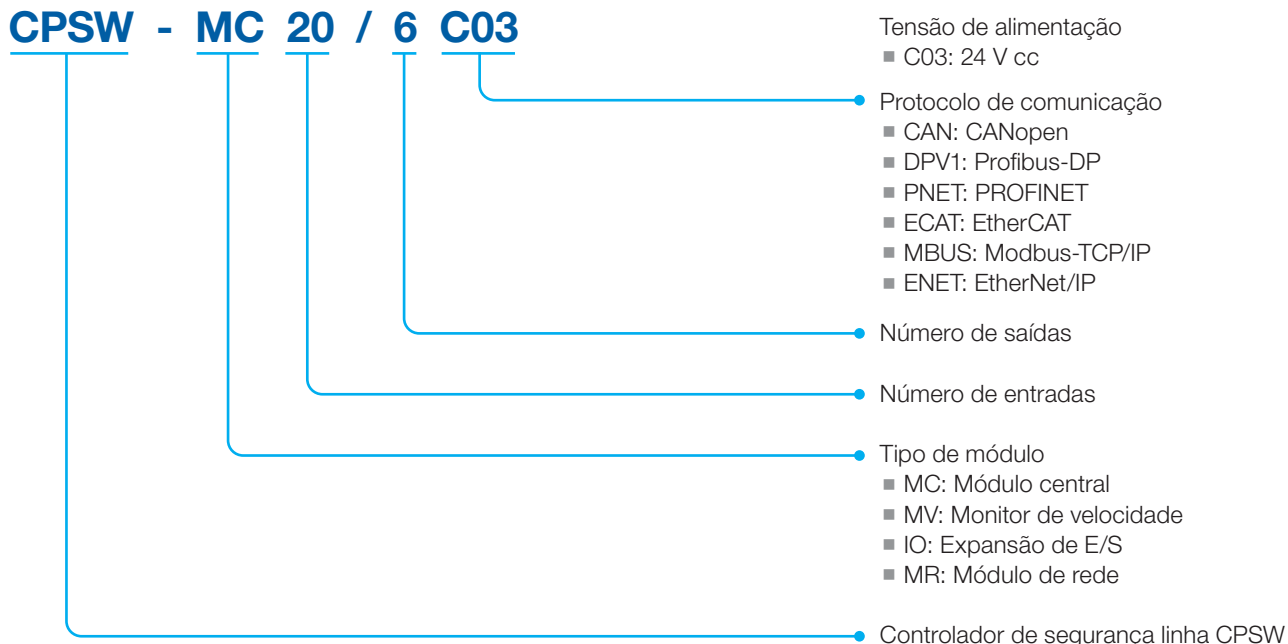 CPSW - MC 20 / 6 C03
Tensão de alimentação
■ C03: 24 V cc
Protocolo de comunicação
■ CAN: CANopen
■ DPV1: Profibus-DP
■ PNET: PROFINET
■ ECAT: EtherCAT
■ MBUS: Modbus-TCP/IP
■ ENET: EtherNet/IP
Número de saídas
Número de entradas
Tipo de módulo
■ MC: Módulo central
■ MV: Monitor de velocidade
■ IO: Expansão de E/S
■ MR: Módulo de rede
Controlador de segurança linha CPSW